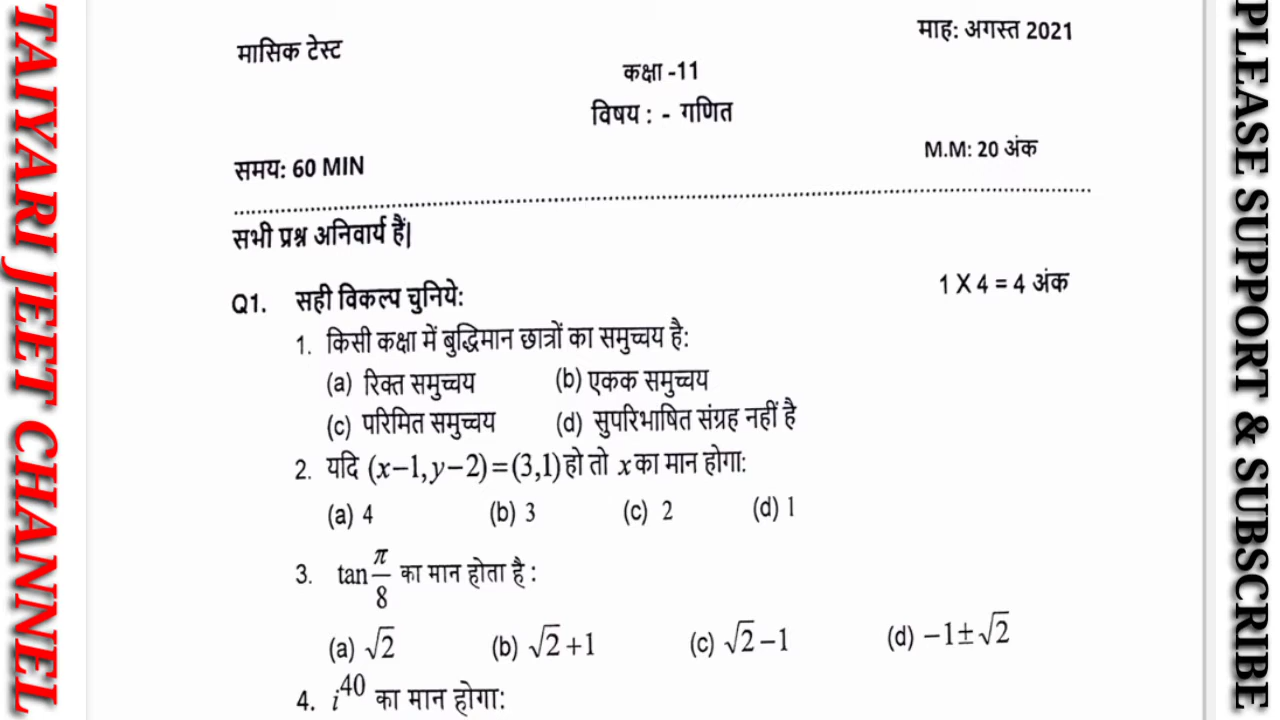 TAIYARI JEET CHANNEL
मासिक टेस्ट
माह: अगस्त 2021
कक्षा -11
विषय : - गणित
समय: 60 MIN
M.M: 20 अंक
सभी प्रश्न अनिवार्य हैं|
Q1. सही विकल्प चुनिये: 1 X 4 = 4 अंक
1. किसी कक्षा में बुद्धिमान छात्रों का समुच्चय है:
(a) रिक्त समुच्चय (b) एकक समुच्चय
(c) परिमित समुच्चय (d) सुपरिभाषित संग्रह नहीं है
2. यदि (x−1, y−2)=(3,1) हो तो x का मान होगा:
(a) 4 (b) 3 (c) 2 (d) 1
3. tan π/8 का मान होता है :
(a) √2 (b) √2+1 (c) √2−1 (d) −1±√2
4. i^40 का मान होगा:
PLEASE SUPPORT & SUBSCRIBE